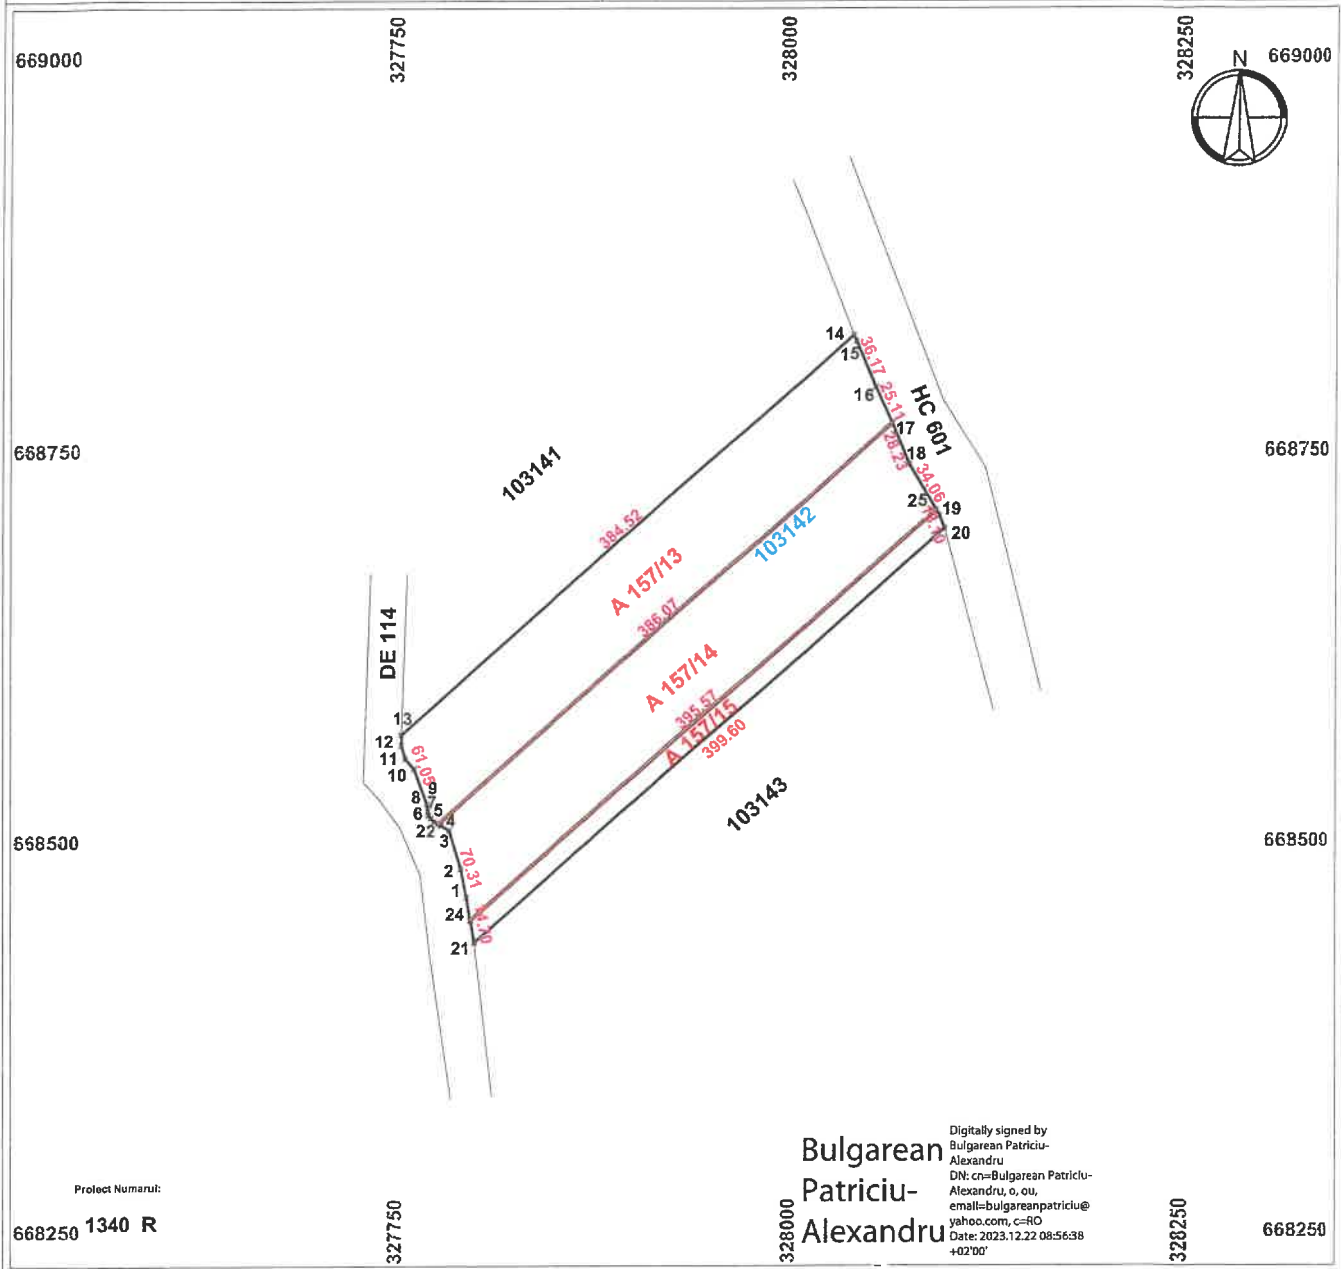 327750
328000
328250
669000
N
669000
14
15
36.17
16
25.11
HC 601
17
28.23
18
34.06
25
19
20
668750
668750
103141
384.52
103142
A 157/13
386.07
DE 114
A 157/14
395.57
A 157/15
399.60
13
12
11
61.05
10
9
8
7
6
5
4
22
3
103143
668500
668500
2
70.31
1
24
21
Bulgarean
Patriciu-
Alexandru
Digitally signed by
Bulgarean Patriciu-
Alexandru
DN: cn=Bulgarean Patriciu-
Alexandru, o, ou,
email=bulgareanpatriciu@
yahoo.com, c=RO
Date: 2023.12.22 08:56:38
+02'00'
Proiect Numarul:
1340 R
668250
327750
328000
328250
668250